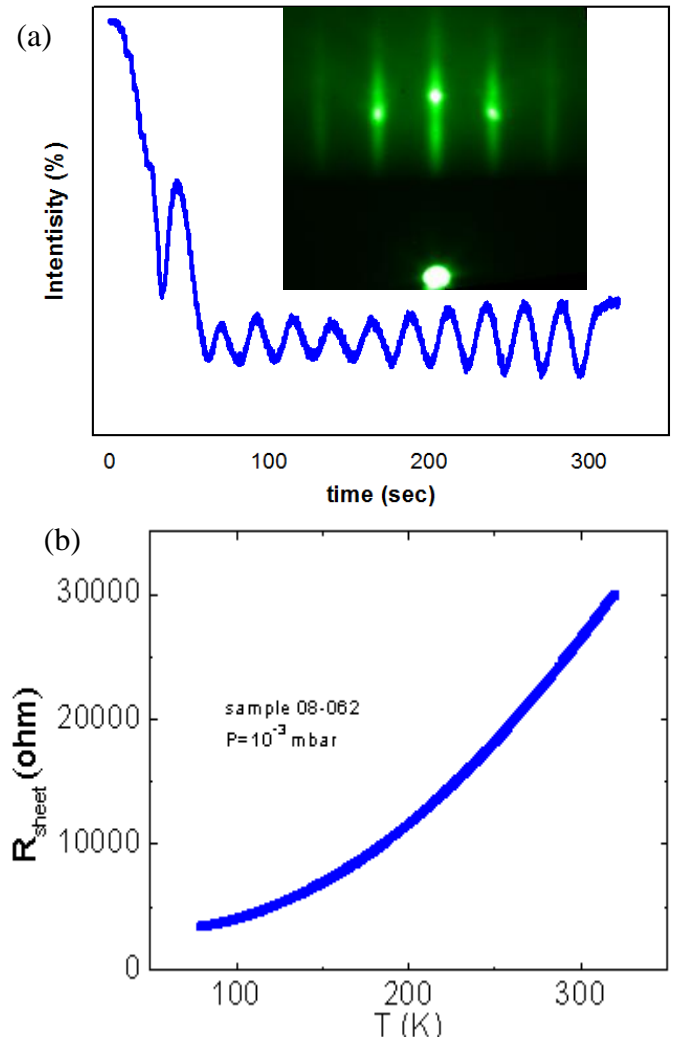 (a)
Intentisity (%)
0 100 200 300
time (sec)
(b)
30000
20000
10000
0
R_sheet (ohm)
sample 08-062
P=10^-3 mbar
100 200 300
T (K)